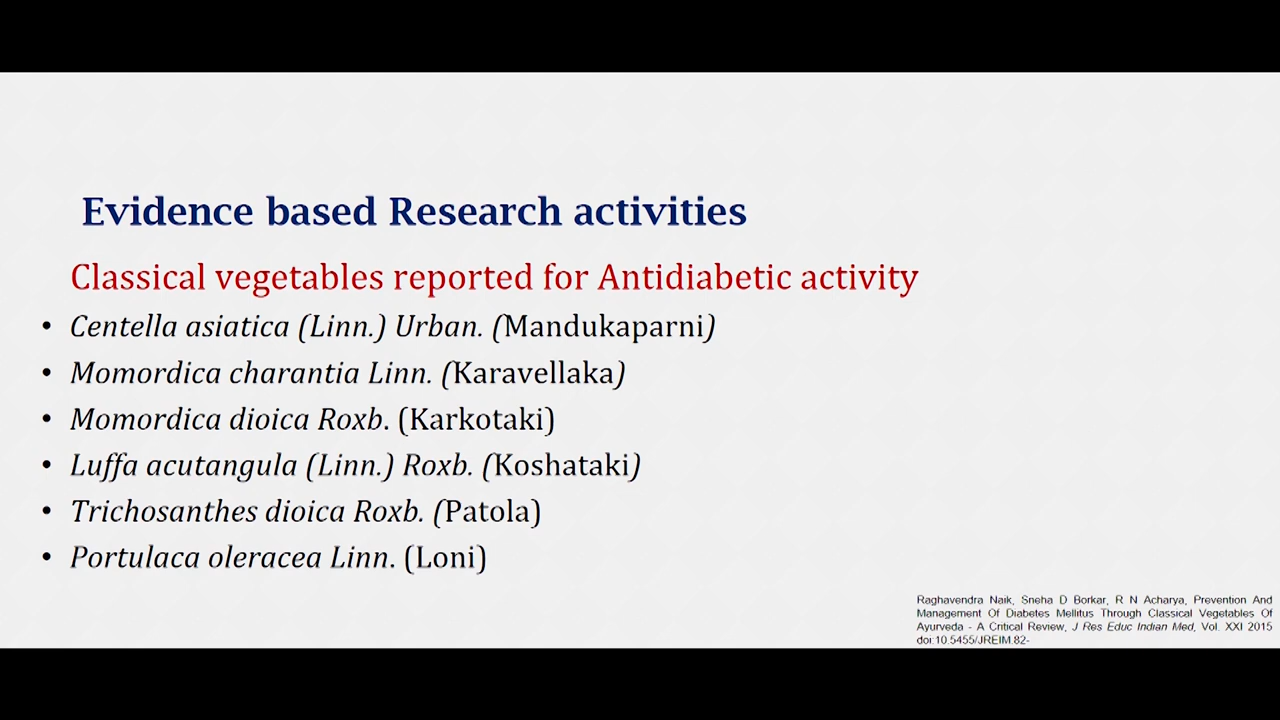 Evidence based Research activities
Classical vegetables reported for Antidiabetic activity
• Centella asiatica (Linn.) Urban. (Mandukaparni)
• Momordica charantia Linn. (Karavellaka)
• Momordica dioica Roxb. (Karkotaki)
• Luffa acutangula (Linn.) Roxb. (Koshataki)
• Trichosanthes dioica Roxb. (Patola)
• Portulaca oleracea Linn. (Loni)
Raghavendra Naik, Sneha D Borkar, R N Acharya, Prevention And
Management Of Diabetes Mellitus Through Classical Vegetables Of
Ayurveda - A Critical Review, J Res Educ Indian Med, Vol. XXI 2015
doi:10.5455/JREIM.82-